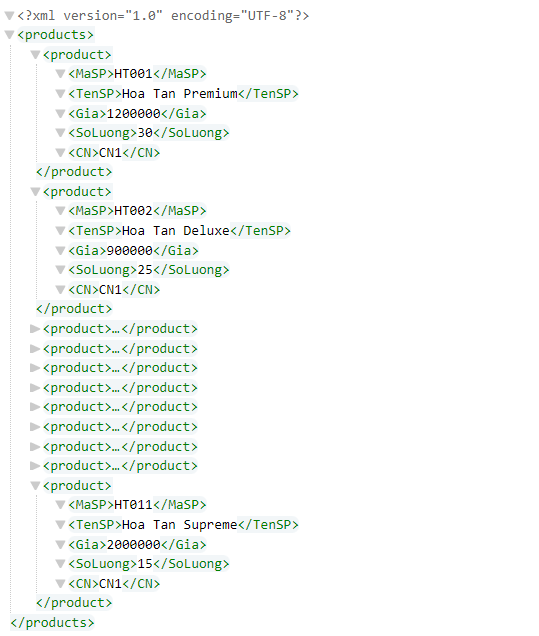 <?xml version="1.0" encoding="UTF-8"?>
<products>
<product>
<MaSP>HT001</MaSP>
<TenSP>Hoa Tan Premium</TenSP>
<Gia>1200000</Gia>
<SoLuong>30</SoLuong>
<CN>CN1</CN>
</product>
<product>
<MaSP>HT002</MaSP>
<TenSP>Hoa Tan Deluxe</TenSP>
<Gia>900000</Gia>
<SoLuong>25</SoLuong>
<CN>CN1</CN>
</product>
<product>…</product>
<product>…</product>
<product>…</product>
<product>…</product>
<product>…</product>
<product>…</product>
<product>…</product>
<product>…</product>
<product>
<MaSP>HT011</MaSP>
<TenSP>Hoa Tan Supreme</TenSP>
<Gia>2000000</Gia>
<SoLuong>15</SoLuong>
<CN>CN1</CN>
</product>
</products>